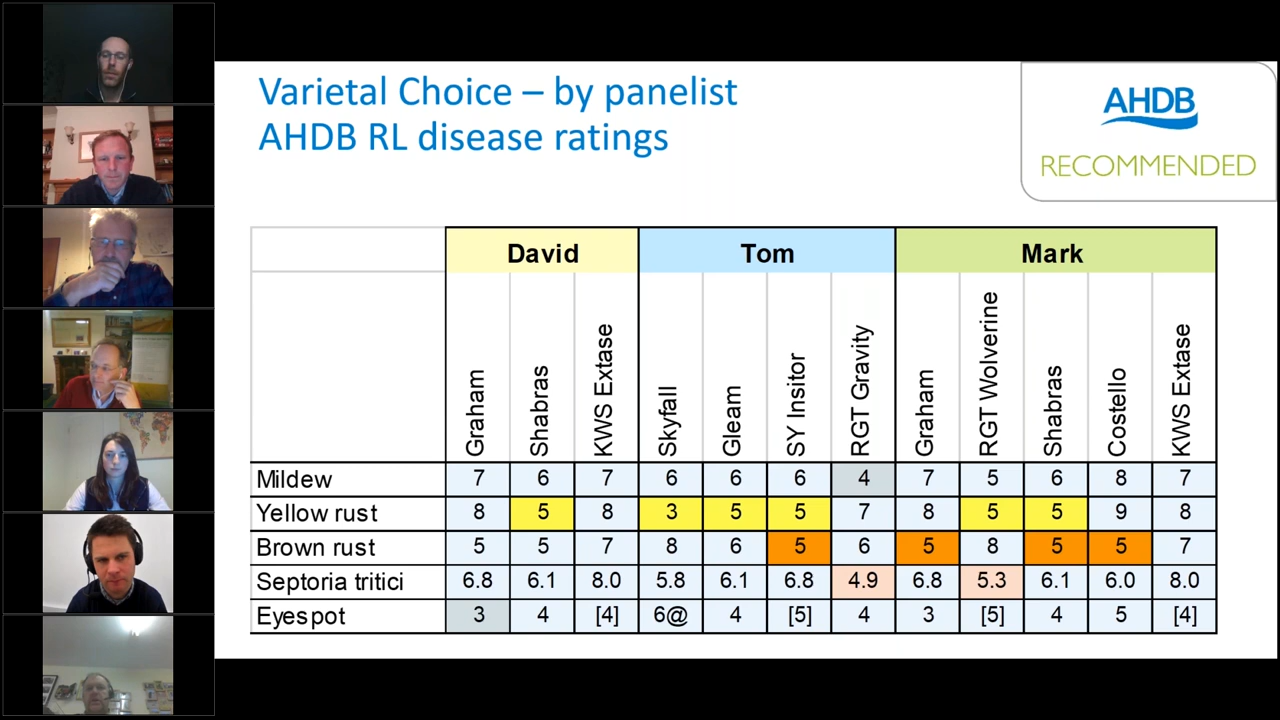 Varietal Choice – by panelist
AHDB RL disease ratings
AHDB
RECOMMENDED
David Tom Mark
Graham Shabras KWS Extase Skyfall Gleam SY Insitor RGT Gravity Graham RGT Wolverine Shabras Costello KWS Extase
Mildew 7 6 7 6 6 6 4 7 5 6 8 7
Yellow rust 8 5 8 3 5 5 7 8 5 5 9 8
Brown rust 5 5 7 8 6 5 6 5 8 5 5 7
Septoria tritici 6.8 6.1 8.0 5.8 6.1 6.8 4.9 6.8 5.3 6.1 6.0 8.0
Eyespot 3 4 [4] 6@ 4 [5] 4 3 [5] 4 5 [4]